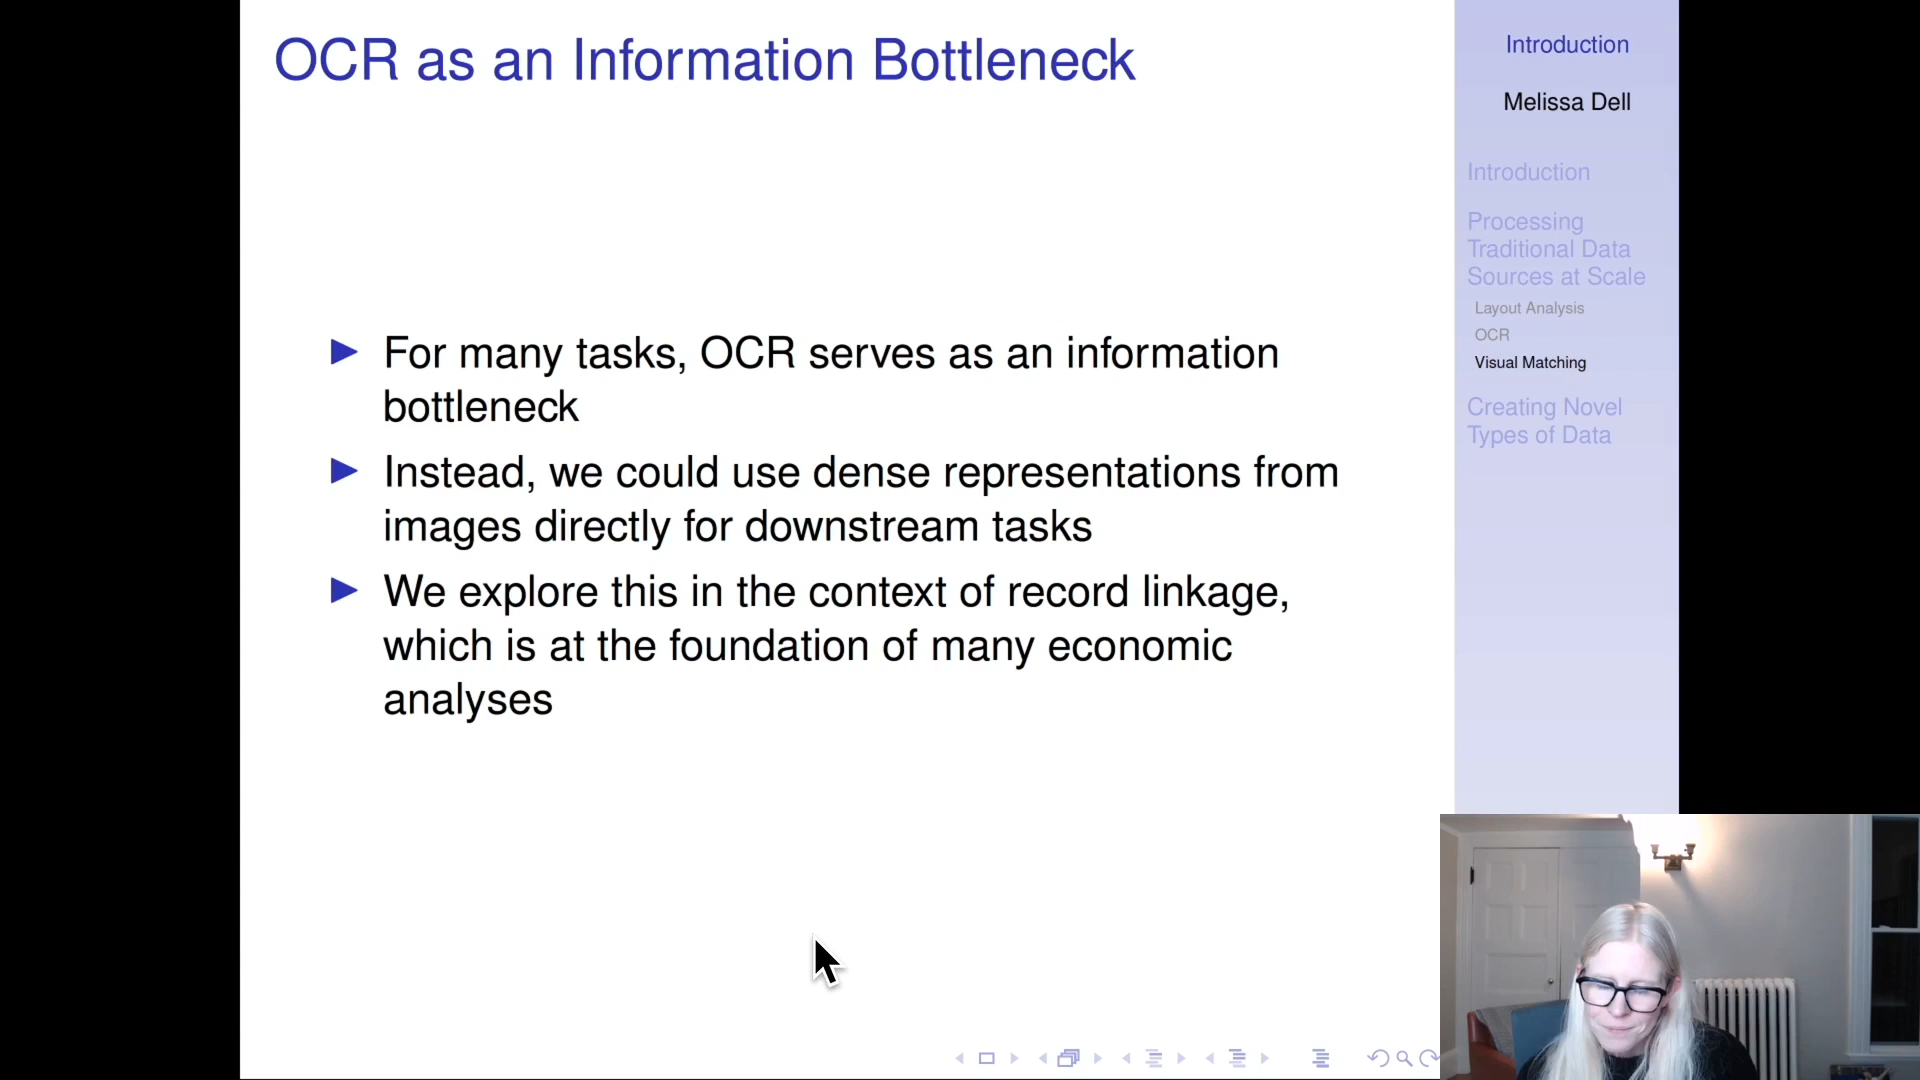 OCR as an Information Bottleneck
For many tasks, OCR serves as an information
bottleneck
Instead, we could use dense representations from
images directly for downstream tasks
We explore this in the context of record linkage,
which is at the foundation of many economic
analyses
Introduction
Melissa Dell
Introduction
Processing
Traditional Data
Sources at Scale
Layout Analysis
OCR
Visual Matching
Creating Novel
Types of Data